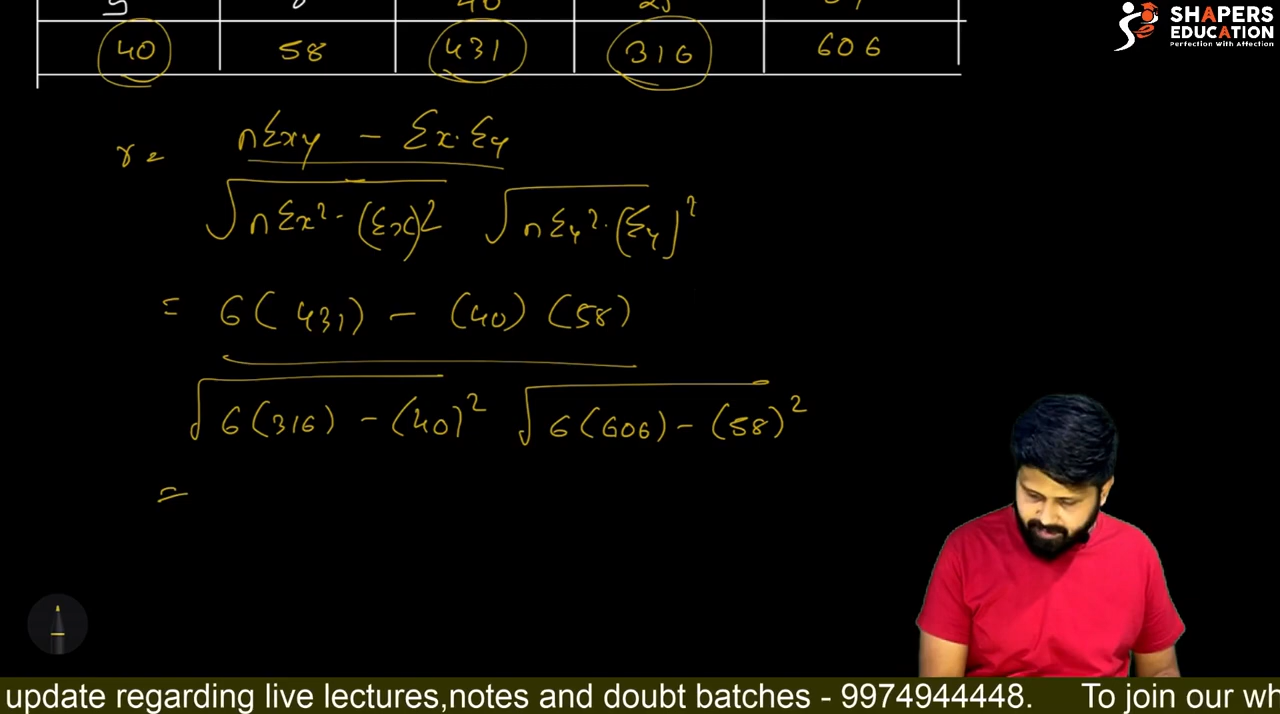 SHAPERS
EDUCATION
Perfection With Affection
40 58 431 316 606
r = nΣxy - Σx·Σy
√nΣx² - (Σx)² √nΣy² · (Σy)²
= 6(431) - (40) (58)
√6(316) - (40)² √6(606) - (58)²
=
update regarding live lectures,notes and doubt batches - 9974944448. To join our wh